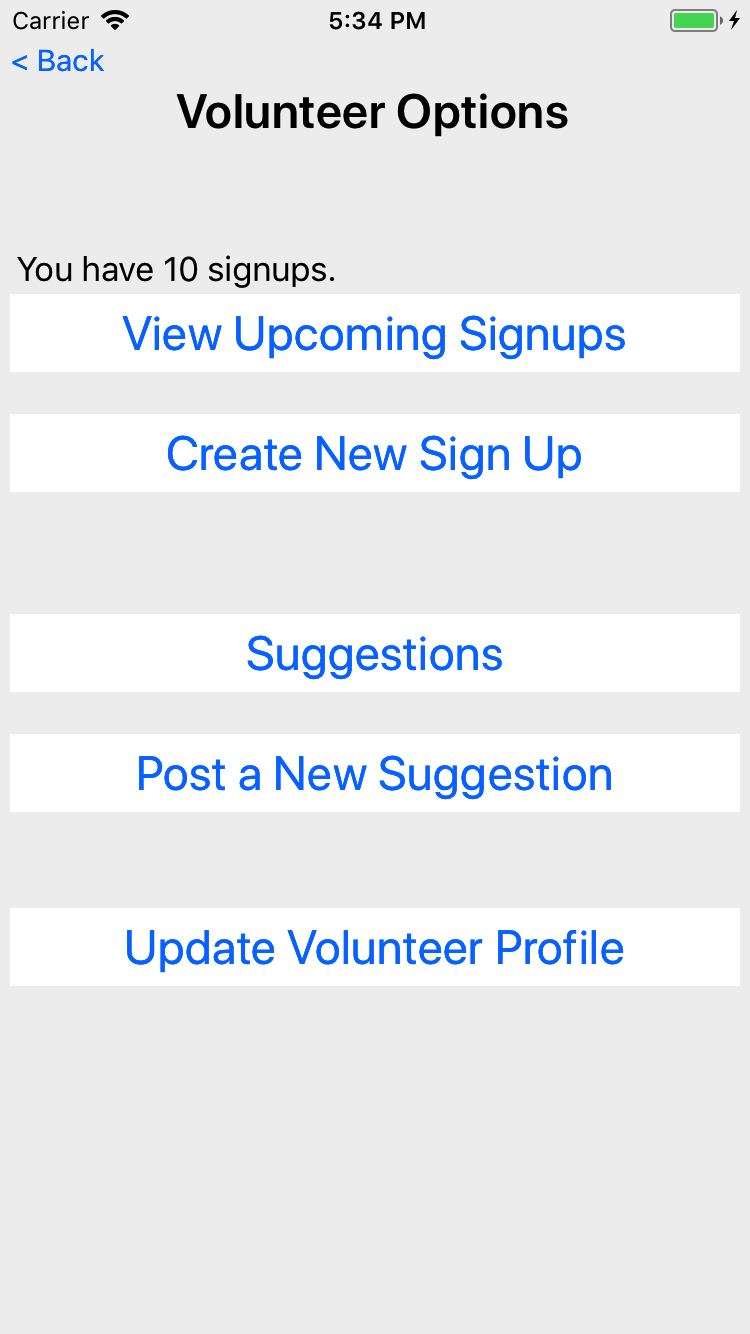 Carrier 5:34 PM
< Back
Volunteer Options
You have 10 signups.
View Upcoming Signups
Create New Sign Up
Suggestions
Post a New Suggestion
Update Volunteer Profile